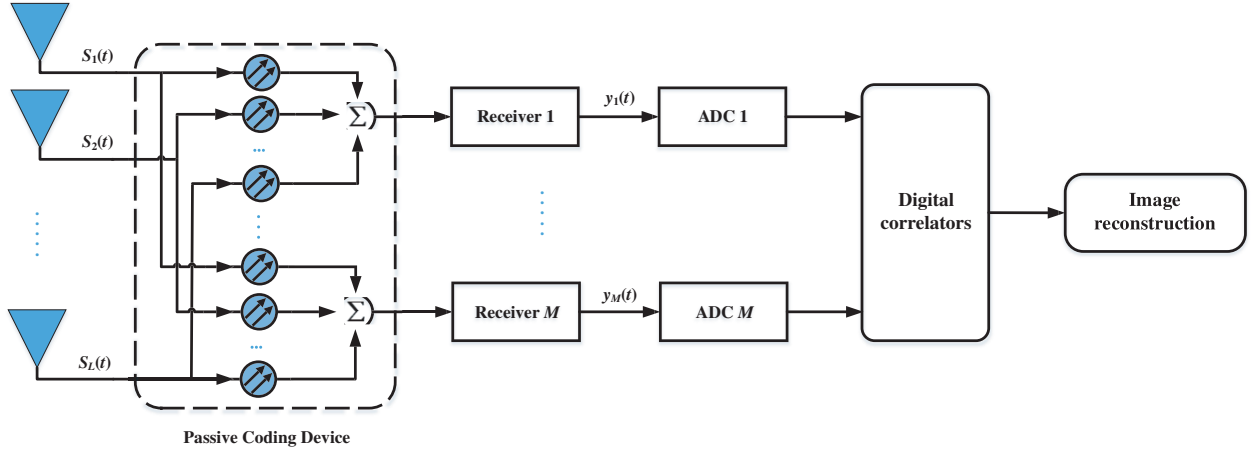 S1(t)
S2(t)
SL(t)
...
...
Σ
Σ
Passive Coding Device
Receiver 1
y1(t)
ADC 1
Receiver M
yM(t)
ADC M
Digital
correlators
Image
reconstruction